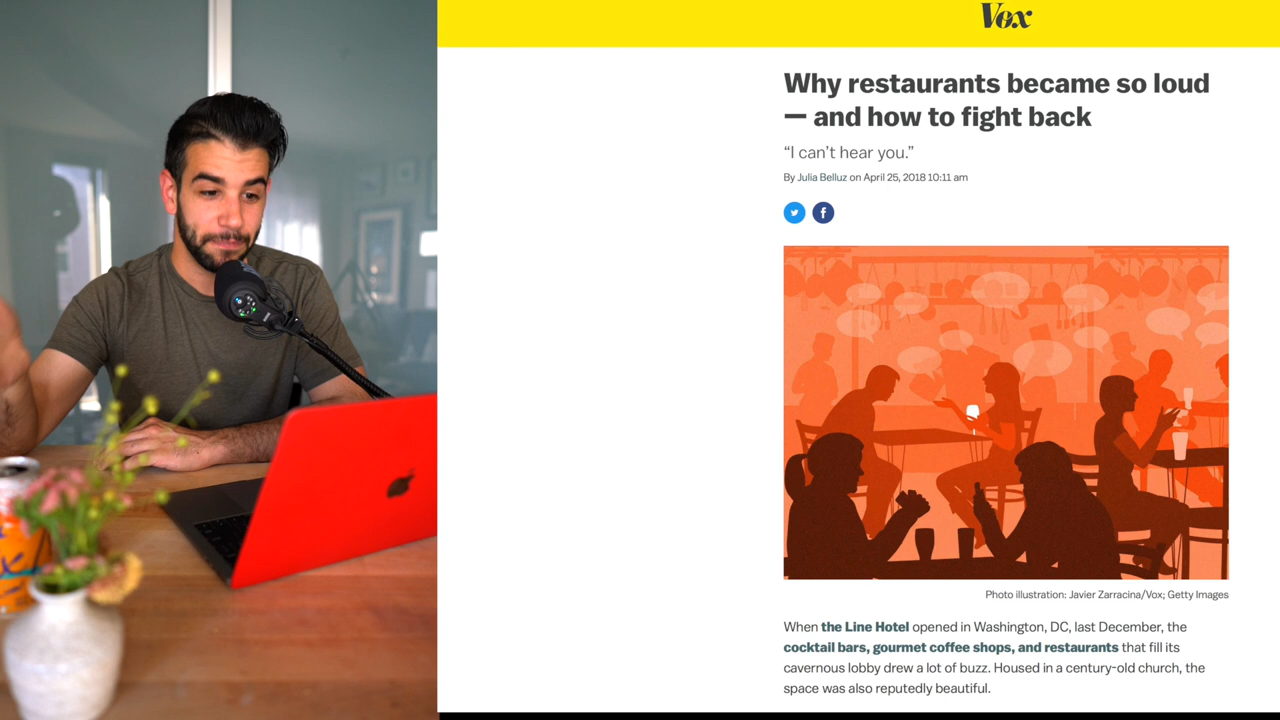 Vox
Why restaurants became so loud
— and how to fight back
“I can’t hear you.”
By Julia Belluz on April 25, 2018 10:11 am
Photo illustration: Javier Zarracina/Vox; Getty Images
When the Line Hotel opened in Washington, DC, last December, the
cocktail bars, gourmet coffee shops, and restaurants that fill its
cavernous lobby drew a lot of buzz. Housed in a century-old church, the
space was also reputedly beautiful.